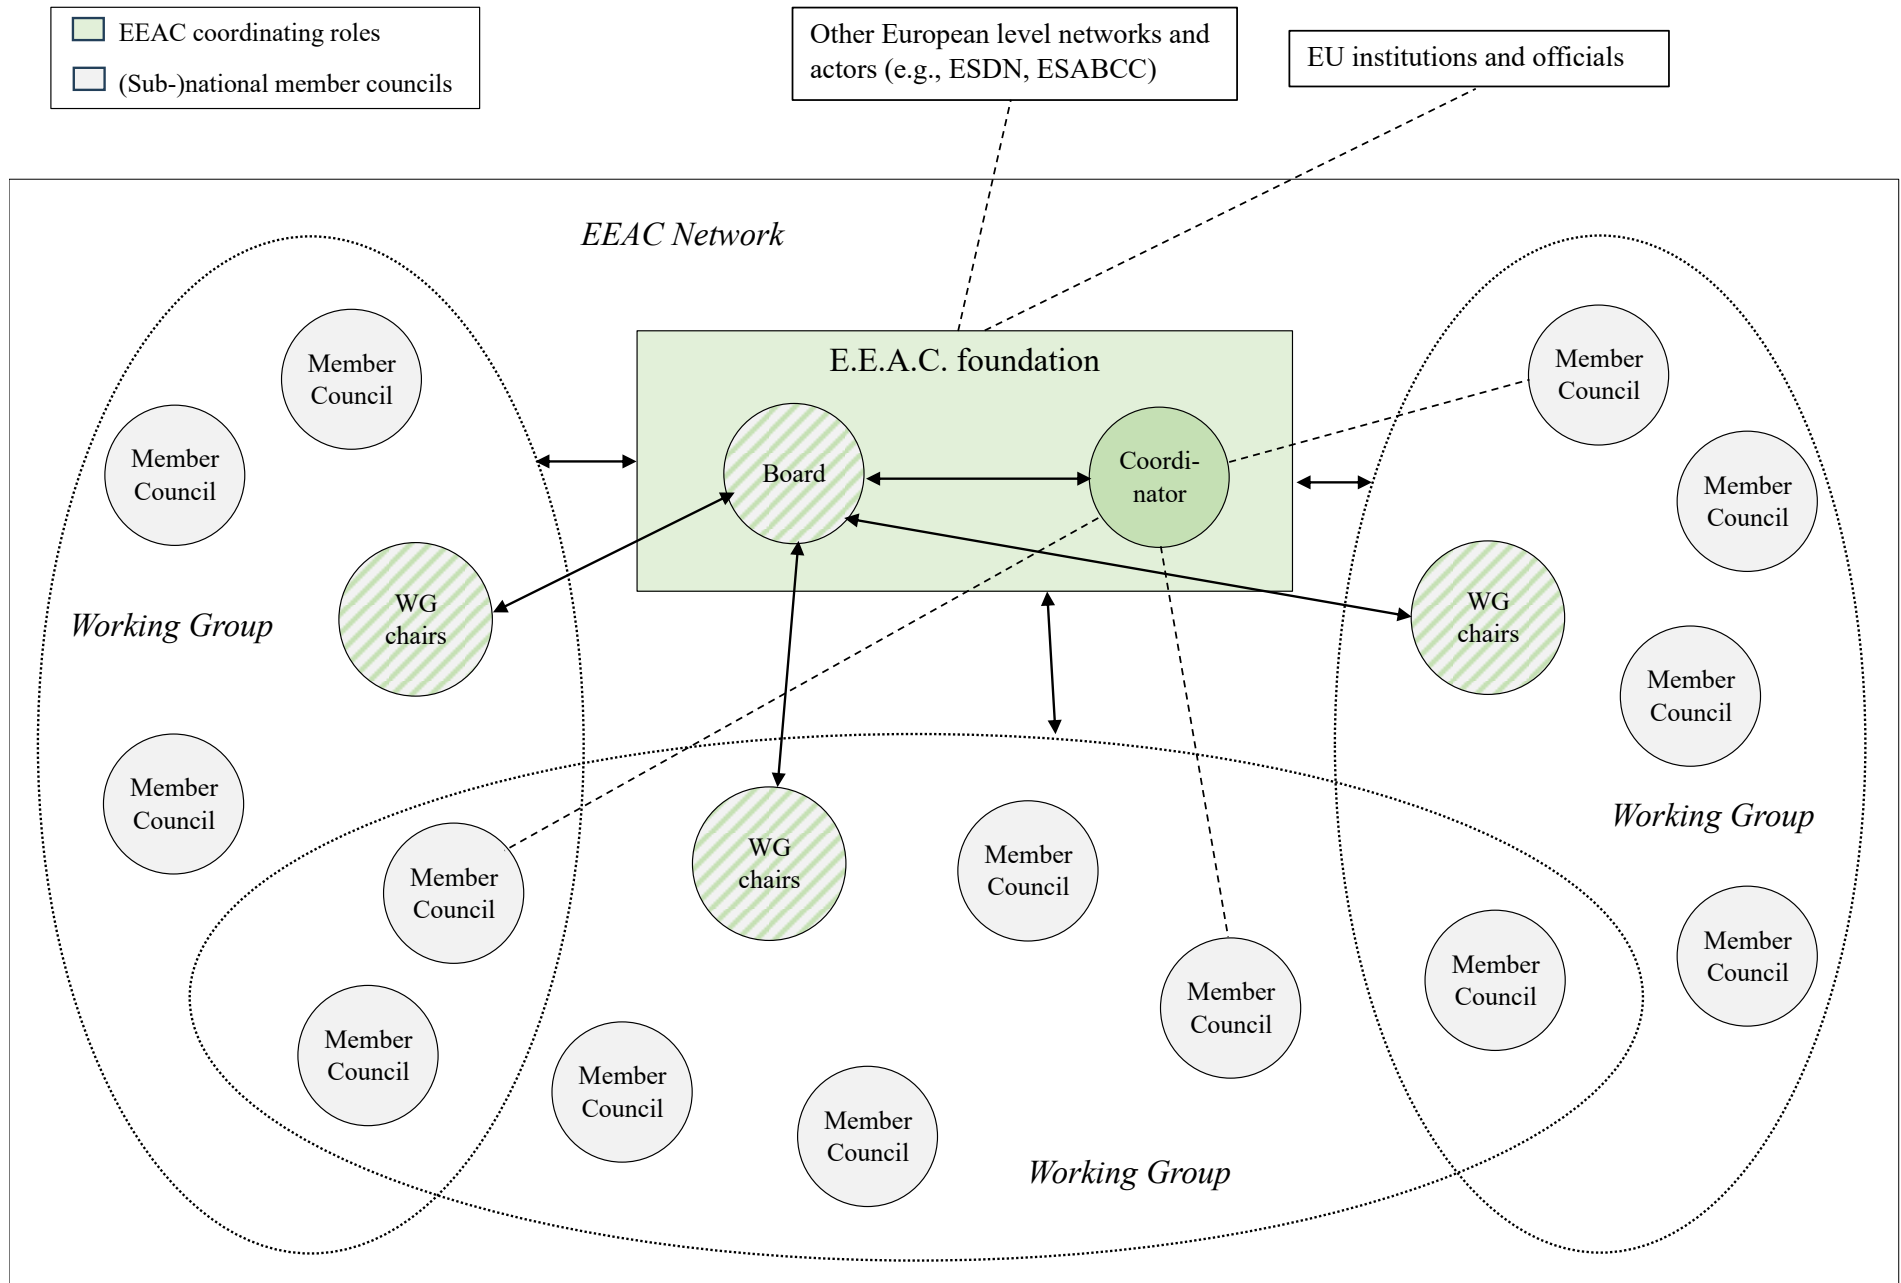 EEAC coordinating roles
(Sub-)national member councils
Other European level networks and
actors (e.g., ESDN, ESABCC)
EU institutions and officials
EEAC Network
E.E.A.C. foundation
Board
Coordi-
nator
Member
Council
Member
Council
WG
chairs
Working Group
Member
Council
Member
Council
Member
Council
Member
Council
Member
Council
WG
chairs
Member
Council
Working Group
Member
Council
WG
chairs
Member
Council
Member
Council
Member
Council
Member
Council
Member
Council
Member
Council
Working Group